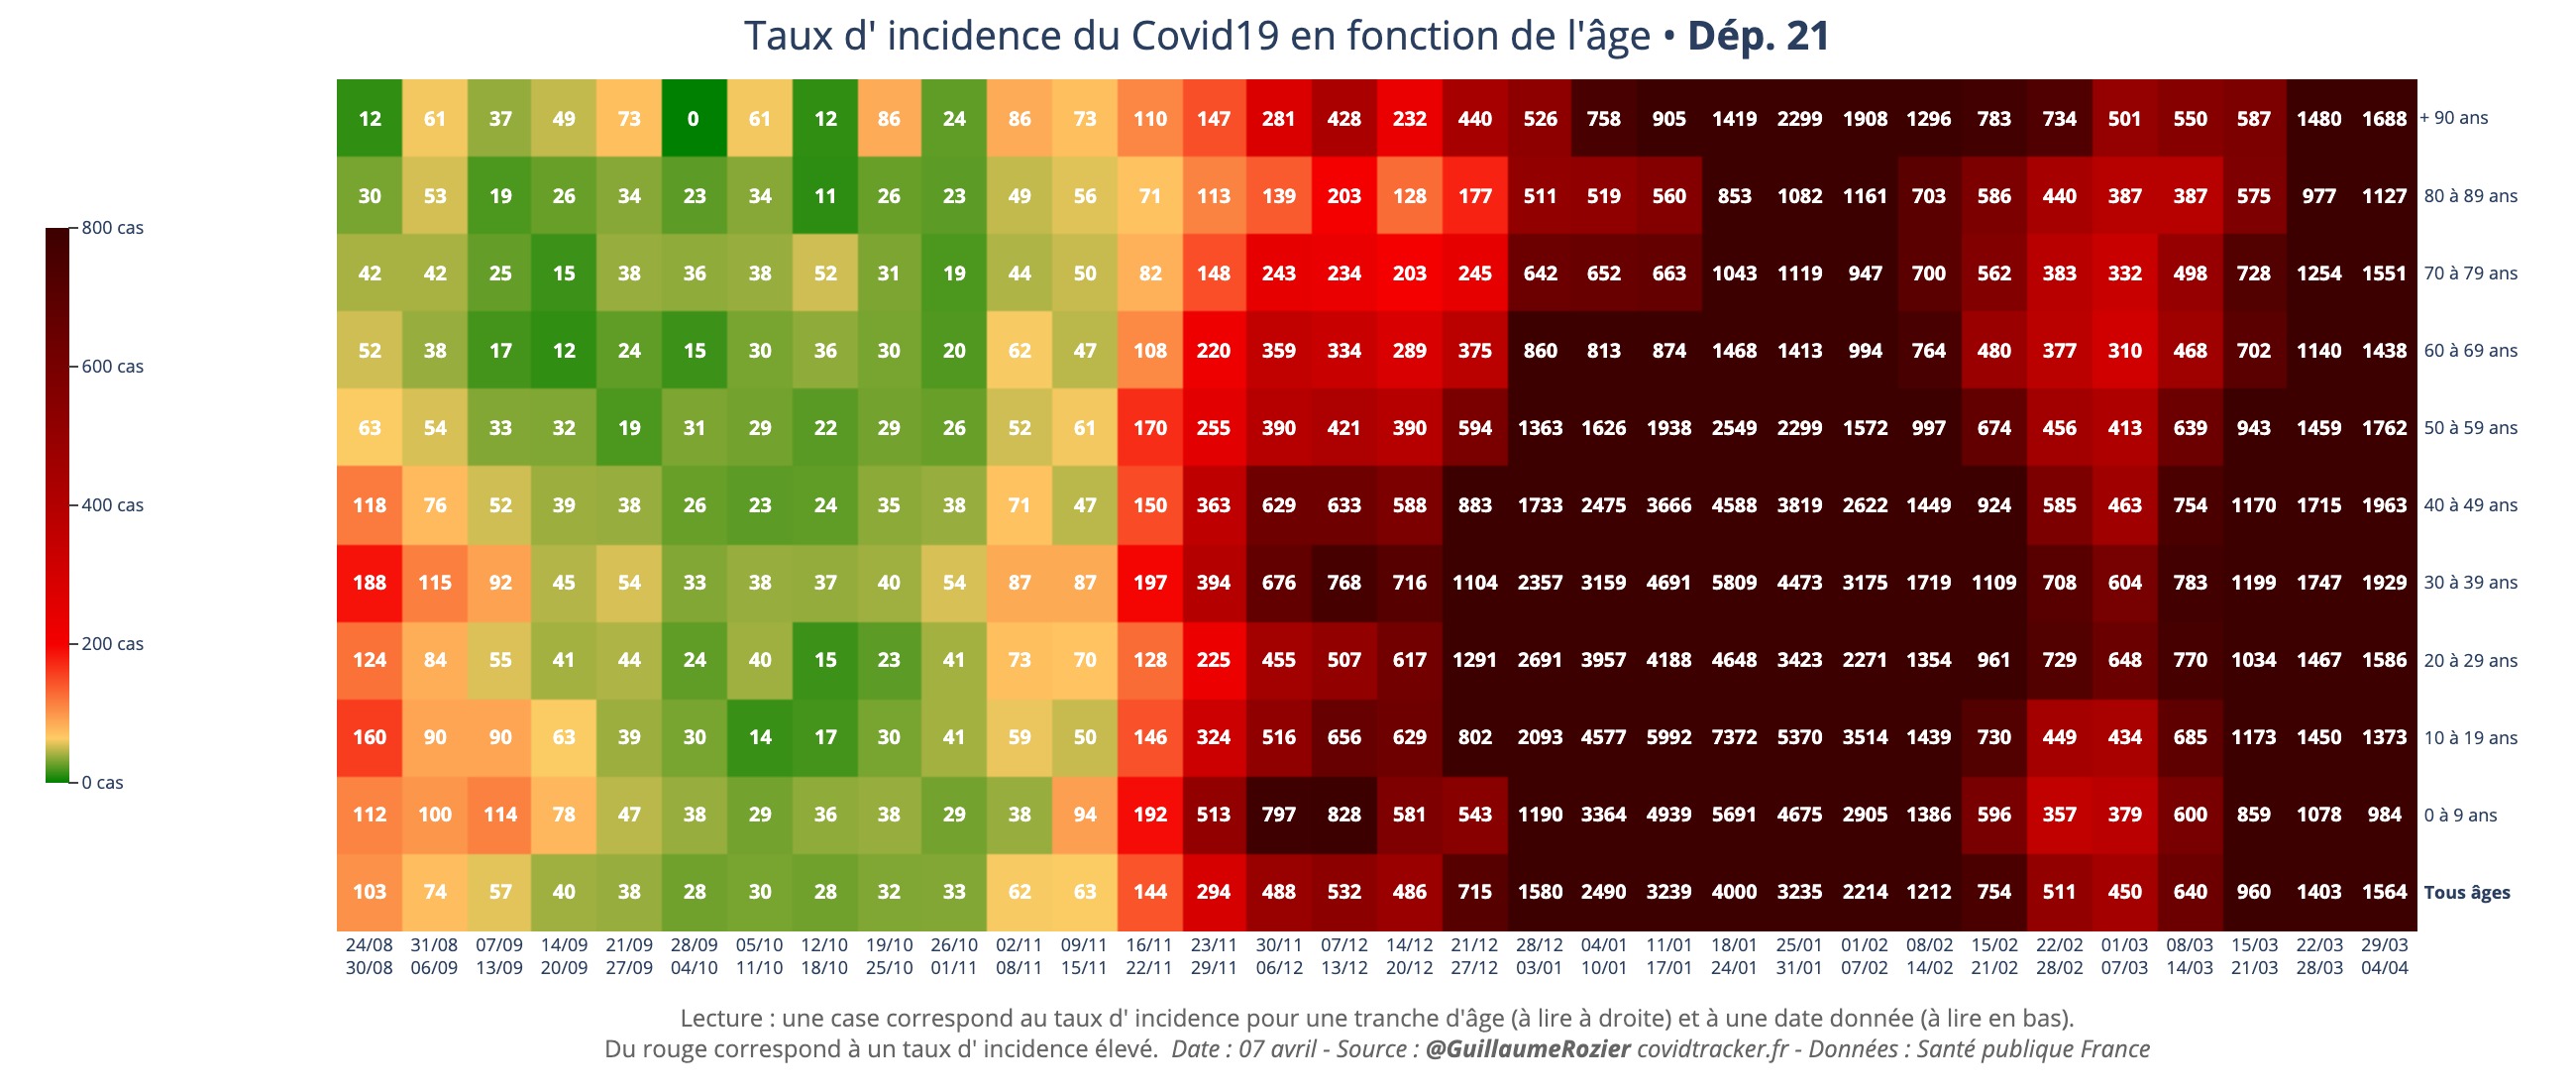 Taux d' incidence du Covid19 en fonction de l'âge • Dép. 21
800 cas
600 cas
400 cas
200 cas
0 cas
12 61 37 49 73 0 61 12 86 24 86 73 110 147 281 428 232 440 526 758 905 1419 2299 1908 1296 783 734 501 550 587 1480 1688 + 90 ans
30 53 19 26 34 23 34 11 26 23 49 56 71 113 139 203 128 177 511 519 560 853 1082 1161 703 586 440 387 387 575 977 1127 80 à 89 ans
42 42 25 15 38 36 38 52 31 19 44 50 82 148 243 234 203 245 642 652 663 1043 1119 947 700 562 383 332 498 728 1254 1551 70 à 79 ans
52 38 17 12 24 15 30 36 30 20 62 47 108 220 359 334 289 375 860 813 874 1468 1413 994 764 480 377 310 468 702 1140 1438 60 à 69 ans
63 54 33 32 19 31 29 22 29 26 52 61 170 255 390 421 390 594 1363 1626 1938 2549 2299 1572 997 674 456 413 639 943 1459 1762 50 à 59 ans
118 76 52 39 38 26 23 24 35 38 71 47 150 363 629 633 588 883 1733 2475 3666 4588 3819 2622 1449 924 585 463 754 1170 1715 1963 40 à 49 ans
188 115 92 45 54 33 38 37 40 54 87 87 197 394 676 768 716 1104 2357 3159 4691 5809 4473 3175 1719 1109 708 604 783 1199 1747 1929 30 à 39 ans
124 84 55 41 44 24 40 15 23 41 73 70 128 225 455 507 617 1291 2691 3957 4188 4648 3423 2271 1354 961 729 648 770 1034 1467 1586 20 à 29 ans
160 90 90 63 39 30 14 17 30 41 59 50 146 324 516 656 629 802 2093 4577 5992 7372 5370 3514 1439 730 449 434 685 1173 1450 1373 10 à 19 ans
112 100 114 78 47 38 29 36 38 29 38 94 192 513 797 828 581 543 1190 3364 4939 5691 4675 2905 1386 596 357 379 600 859 1078 984 0 à 9 ans
103 74 57 40 38 28 30 28 32 33 62 63 144 294 488 532 486 715 1580 2490 3239 4000 3235 2214 1212 754 511 450 640 960 1403 1564 Tous âges
24/08 31/08 07/09 14/09 21/09 28/09 05/10 12/10 19/10 26/10 02/11 09/11 16/11 23/11 30/11 07/12 14/12 21/12 28/12 04/01 11/01 18/01 25/01 01/02 08/02 15/02 22/02 01/03 08/03 15/03 22/03 29/03
30/08 06/09 13/09 20/09 27/09 04/10 11/10 18/10 25/10 01/11 08/11 15/11 22/11 29/11 06/12 13/12 20/12 27/12 03/01 10/01 17/01 24/01 31/01 07/02 14/02 21/02 28/02 07/03 14/03 21/03 28/03 04/04
Lecture : une case correspond au taux d' incidence pour une tranche d'âge (à lire à droite) et à une date donnée (à lire en bas).
Du rouge correspond à un taux d' incidence élevé. Date : 07 avril - Source : @GuillaumeRozier covidtracker.fr - Données : Santé publique France